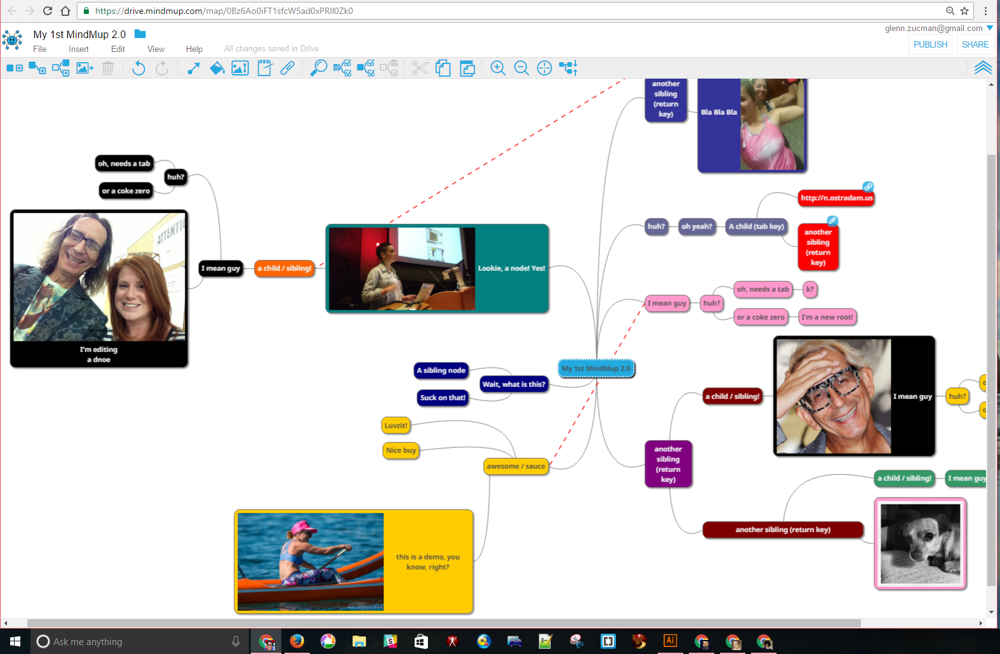 https://drive.mindmup.com/map/0Bz6Ao0iFT1sfcW5ad0xPRll0Zk0
glenn.zucman@gmail.com
My 1st MindMup 2.0
File Insert Edit View Help All changes saved in Drive
PUBLISH SHARE
another
sibling
(return
key)
Bla Bla Bla
oh, needs a tab
huh?
or a coke zero
ATTENTI
I'm editing
a dnoe
I mean guy
a child / sibling!
Lookie, a node! Yes!
http://n.ostradam.us
huh?
oh yeah?
A child (tab key)
another
sibling
(return
key)
oh, needs a tab
k?
I mean guy
huh?
or a coke zero
I'm a new root!
My 1st MindMup 2.0
A sibling node
Wait, what is this?
Suck on that!
Luvzit!
Nice buy
awesome / sauce
this is a demo, you
know, right?
a child / sibling!
I mean guy
huh?
o
o
another
sibling
(return
key)
a child / sibling!
I mean guy
another sibling (return key)
Ask me anything
Ai